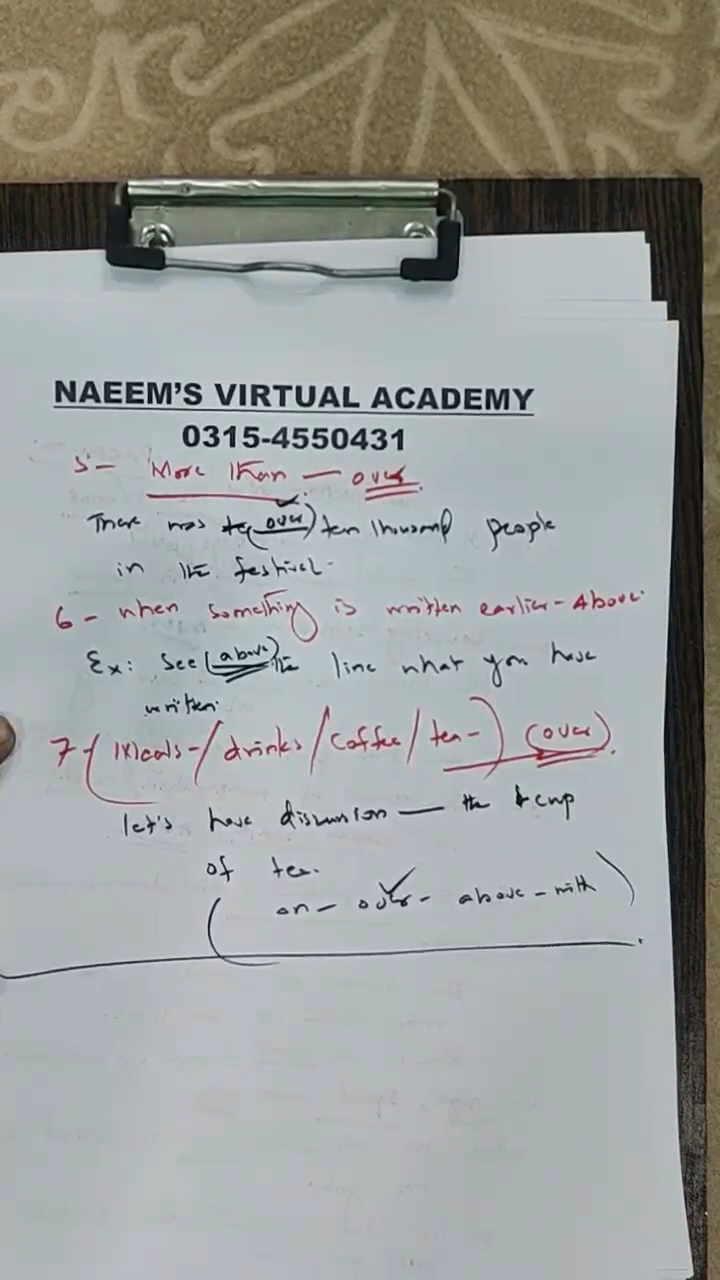 NAEEM'S VIRTUAL ACADEMY
0315-4550431
5- More than - over.
There was (over) ten thousand people
in the festival.
6- when something is written earlier - Above.
Ex: See (above) the line what you have
written.
7- (Meals-/drinks/coffee/tea-) (over).
let's have discussion — the cup
of tea.
(on - over - above - with)